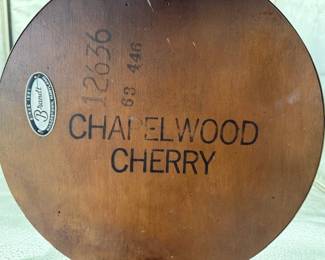 12636
63 446
Brandt
CHAPELWOOD
CHERRY